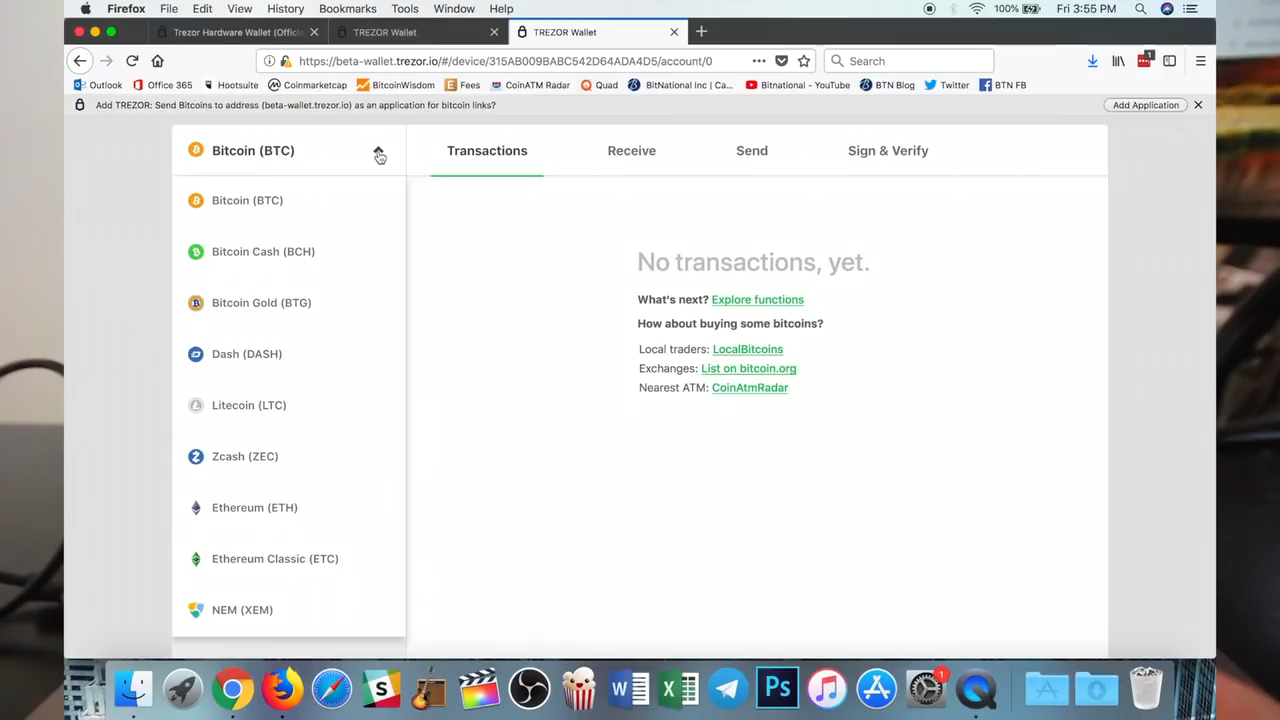 Firefox File Edit View History Bookmarks Tools Window Help
100% Fri 3:55 PM
Trezor Hardware Wallet (Offici
TREZOR Wallet
TREZOR Wallet
https://beta-wallet.trezor.io/#/device/315AB009BABC542D64ADA4D5/account/0
Search
1
Outlook Office 365 Hootsuite Coinmarketcap BitcoinWisdom Fees CoinATM Radar Quad BitNational Inc | Ca... Bitnational - YouTube BTN Blog Twitter BTN FB
Add TREZOR: Send Bitcoins to address (beta-wallet.trezor.io) as an application for bitcoin links?
Add Application
Bitcoin (BTC)
Transactions Receive Send Sign & Verify
Bitcoin (BTC)
Bitcoin Cash (BCH)
Bitcoin Gold (BTG)
Dash (DASH)
Litecoin (LTC)
Zcash (ZEC)
Ethereum (ETH)
Ethereum Classic (ETC)
NEM (XEM)
No transactions, yet.
What's next? Explore functions
How about buying some bitcoins?
Local traders: LocalBitcoins
Exchanges: List on bitcoin.org
Nearest ATM: CoinAtmRadar
1